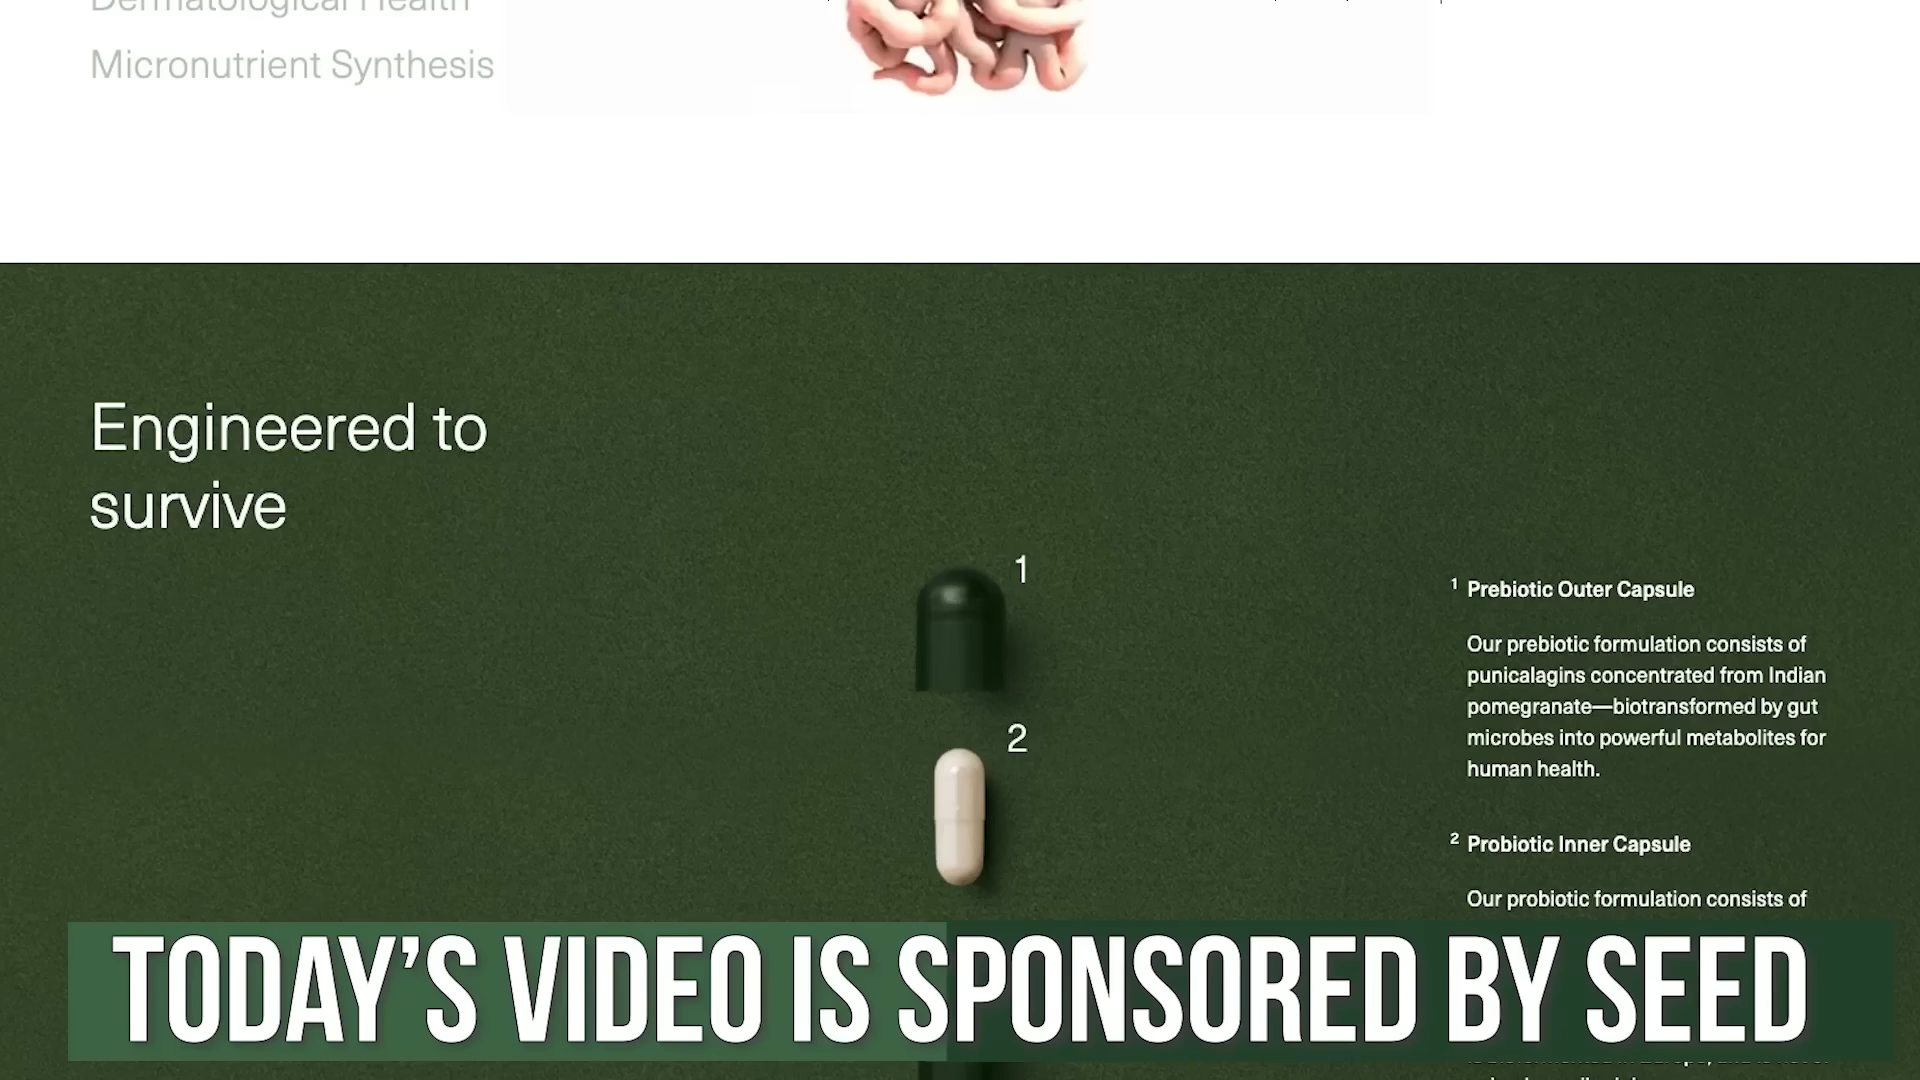 Dermatological Health
Micronutrient Synthesis
Engineered to
survive
1
2
1 Prebiotic Outer Capsule
Our prebiotic formulation consists of
punicalagins concentrated from Indian
pomegranate—biotransformed by gut
microbes into powerful metabolites for
human health.
2 Probiotic Inner Capsule
Our probiotic formulation consists of
TODAY'S VIDEO IS SPONSORED BY SEED